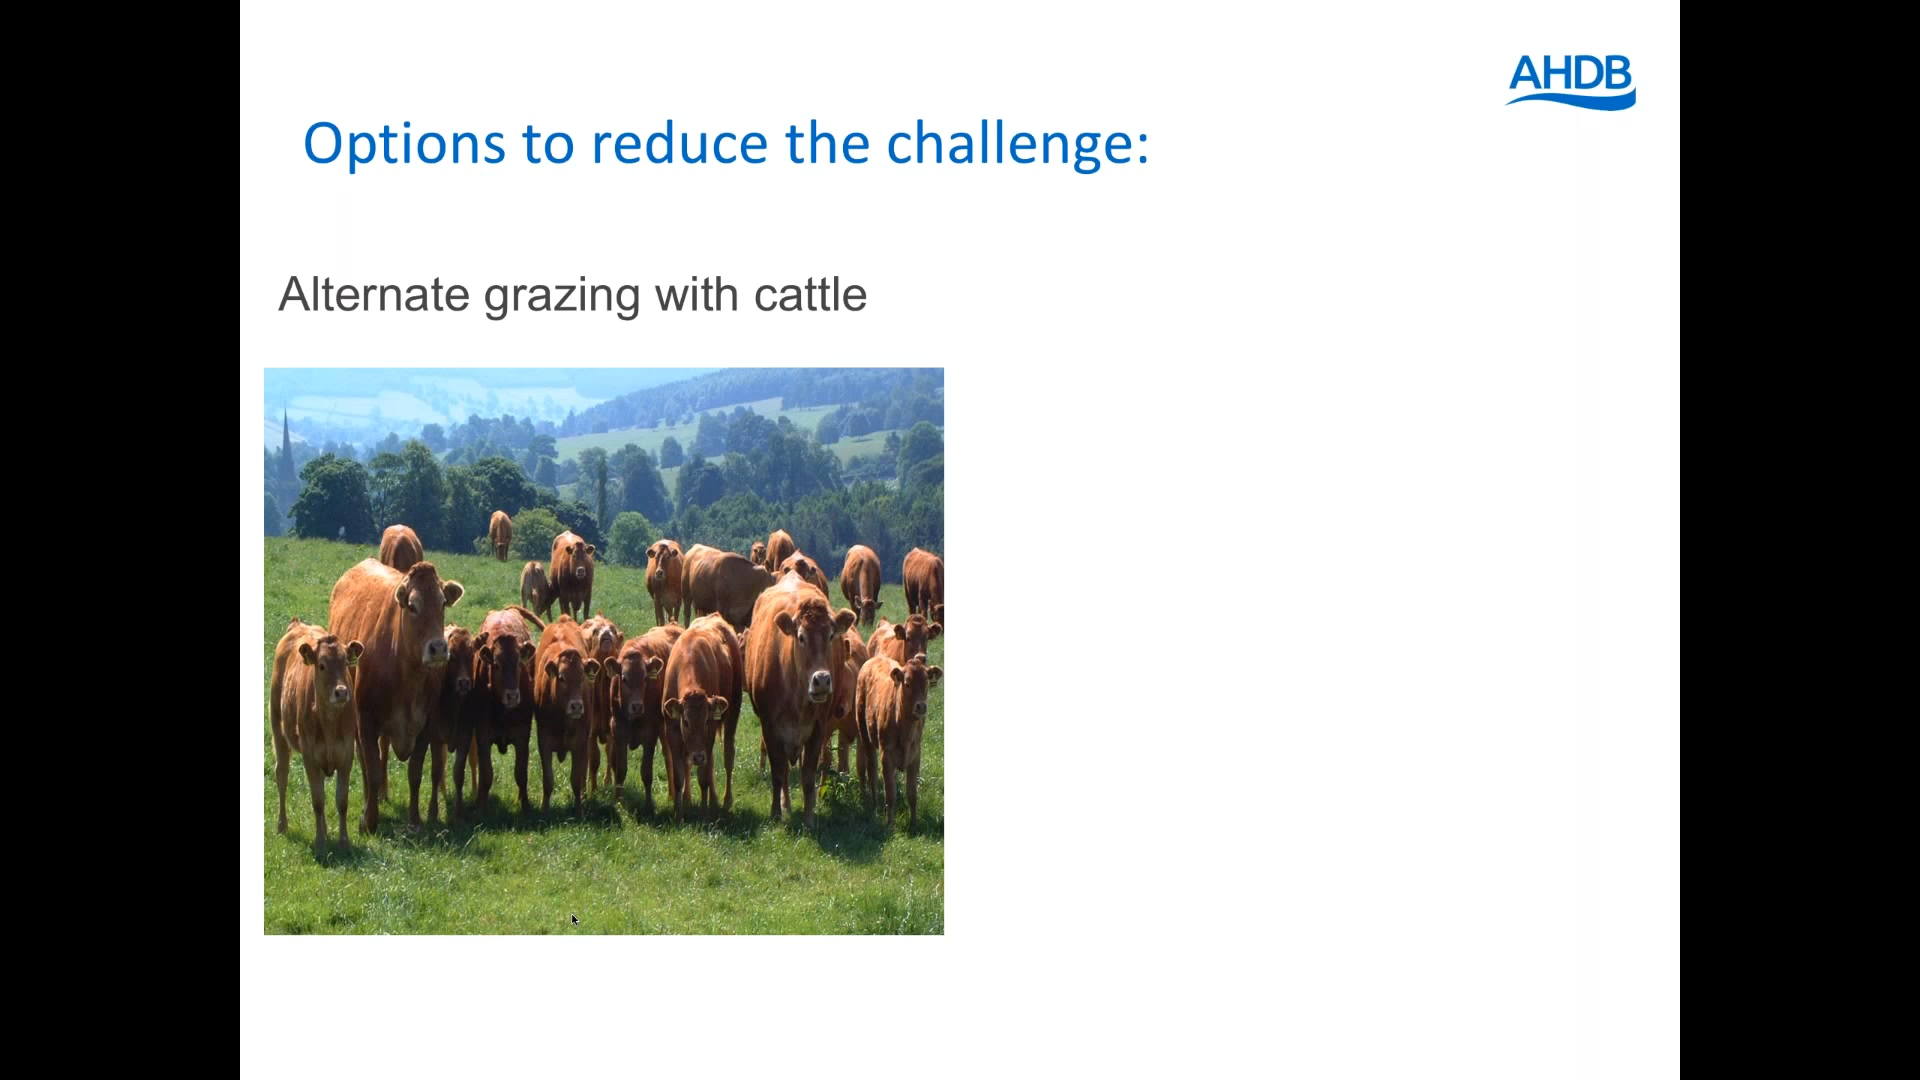 AHDB
Options to reduce the challenge:
Alternate grazing with cattle